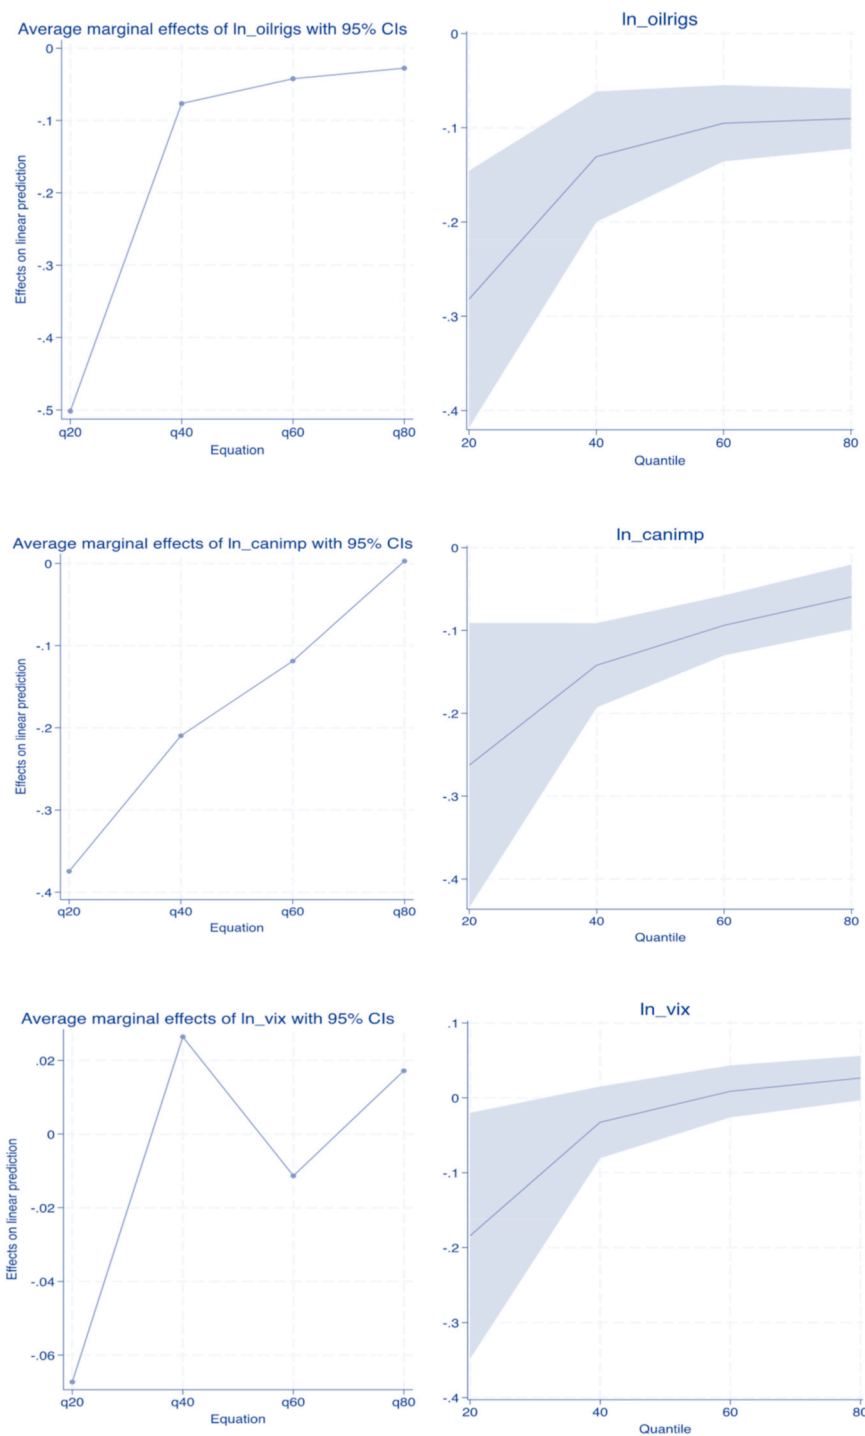 Average marginal effects of ln_oilrigs with 95% CIs
0
-.1
-.2
-.3
-.4
-.5
Effects on linear prediction
q20 q40 q60 q80
Equation
ln_oilrigs
0
-.1
-.2
-.3
-.4
20 40 60 80
Quantile
Average marginal effects of ln_canimp with 95% CIs
0
-.1
-.2
-.3
-.4
Effects on linear prediction
q20 q40 q60 q80
Equation
ln_canimp
0
-.1
-.2
-.3
-.4
20 40 60 80
Quantile
Average marginal effects of ln_vix with 95% CIs
.02
0
-.02
-.04
-.06
Effects on linear prediction
q20 q40 q60 q80
Equation
ln_vix
.1
0
-.1
-.2
-.3
-.4
20 40 60 80
Quantile